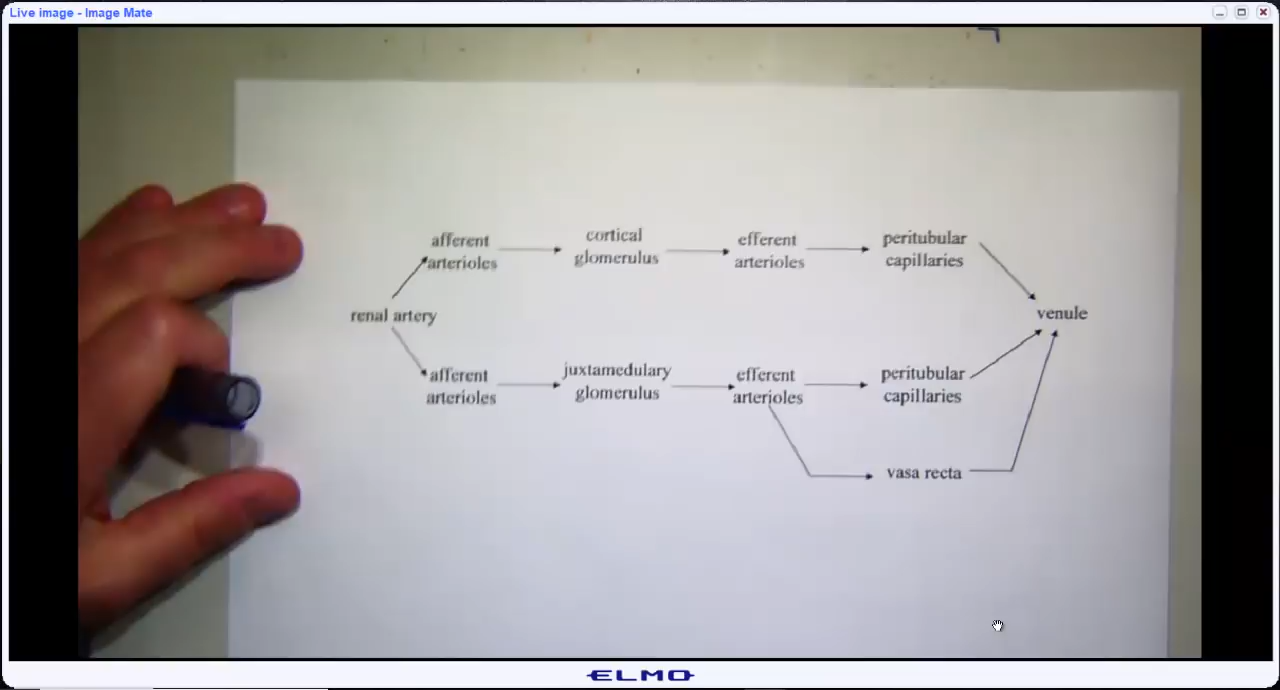 Live image - Image Mate
afferent
arterioles
cortical
glomerulus
efferent
arterioles
peritubular
capillaries
renal artery
venule
afferent
arterioles
juxtamedulary
glomerulus
efferent
arterioles
peritubular
capillaries
vasa recta
ELMO